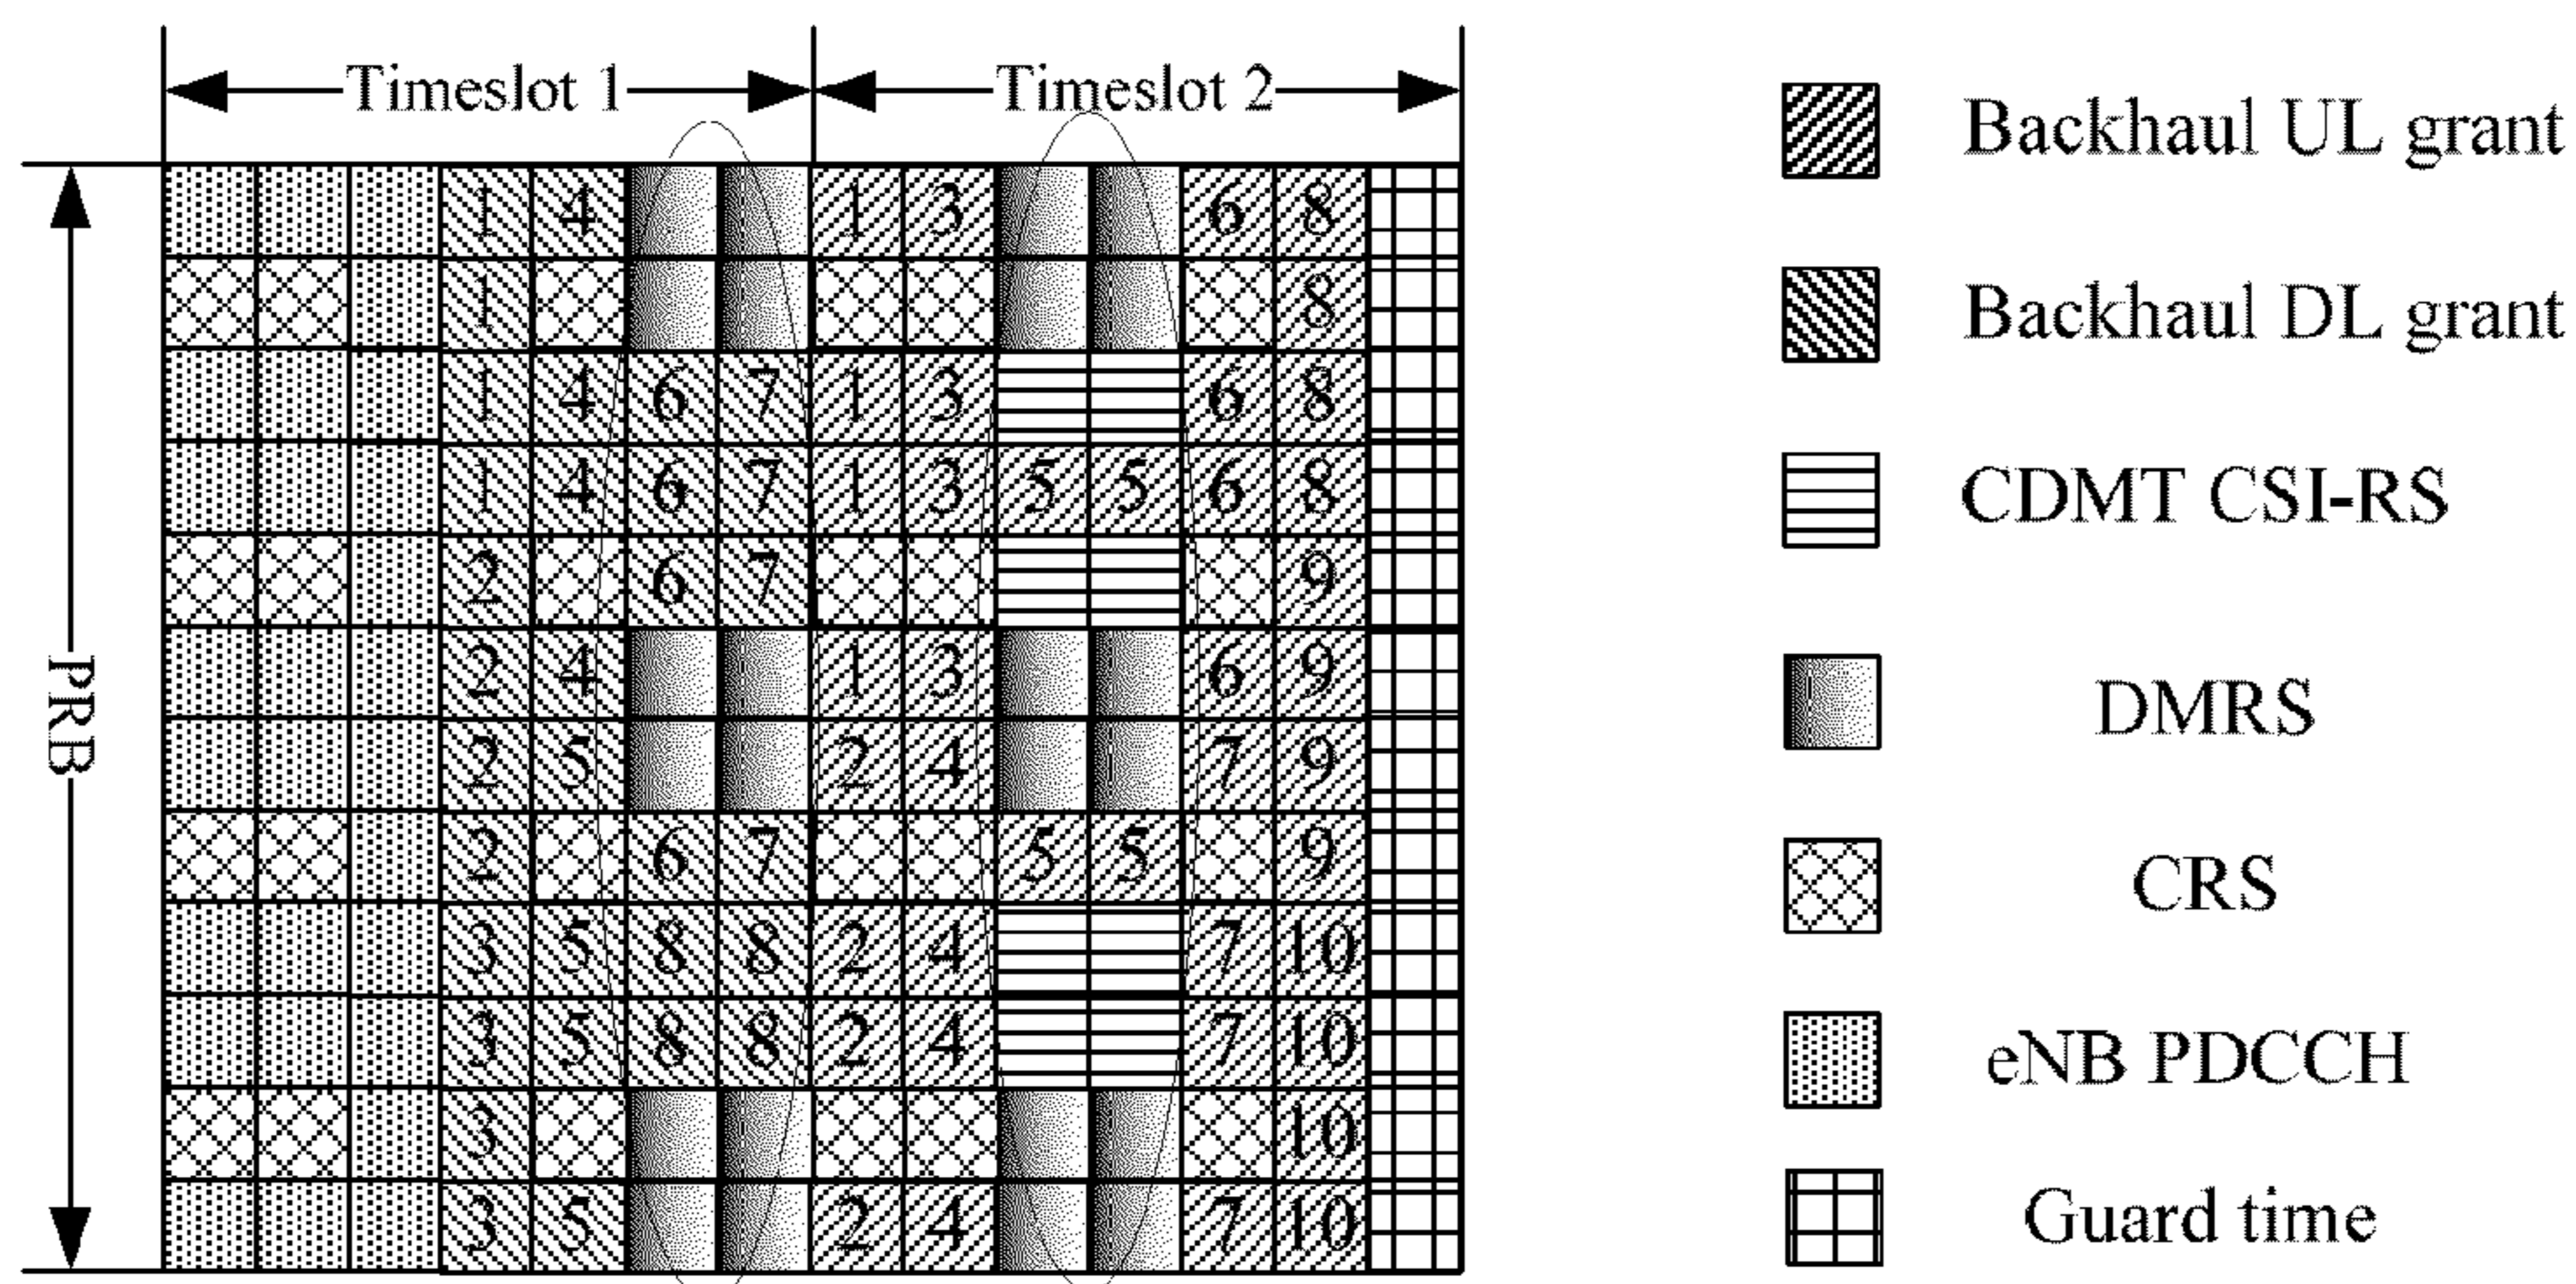 Timeslot 1 Timeslot 2
PRB
1 4 1 3 6 8
1 8
1 4 6 7 1 3 6 8
1 4 6 7 1 3 5 5 6 8
2 6 7 9
2 4 1 3 6 9
2 5 2 4 7 9
2 6 7 5 5 9
3 5 8 8 2 4 7 10
3 5 8 8 2 4 7 10
3 10
3 5 2 4 7 10
Backhaul UL grant
Backhaul DL grant
CDMT CSI-RS
DMRS
CRS
eNB PDCCH
Guard time